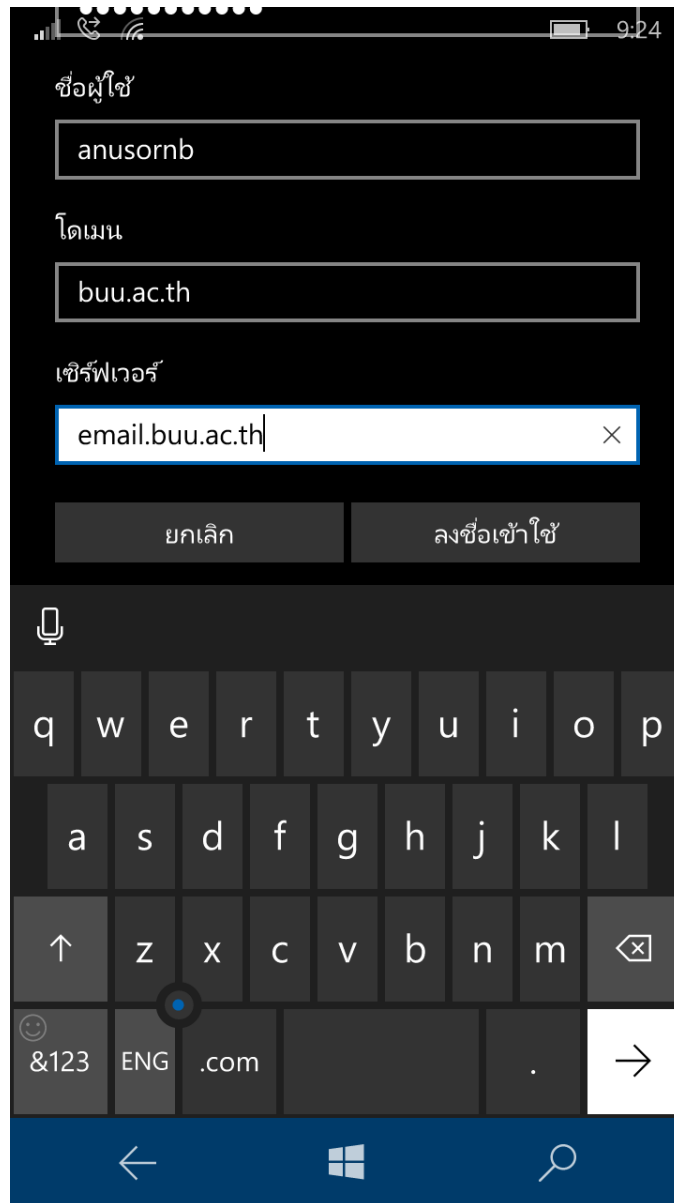 9:24
ชื่อผู้ใช้
anusornb
โดเมน
buu.ac.th
เซิร์ฟเวอร์
email.buu.ac.th
ยกเลิก ลงชื่อเข้าใช้
q w e r t y u i o p
a s d f g h j k l
z x c v b n m
&123 ENG .com .